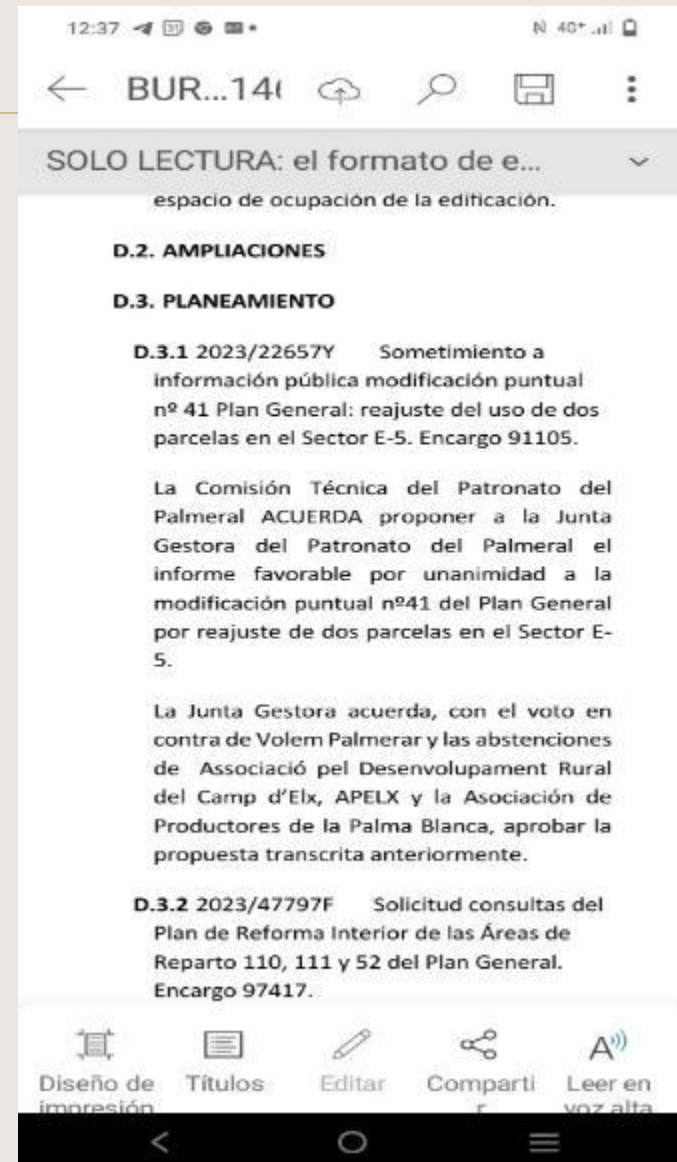 12:37
N 4G+
BUR...14(
SOLO LECTURA: el formato de e...
espacio de ocupación de la edificación.
D.2. AMPLIACIONES
D.3. PLANEAMIENTO
D.3.1 2023/22657Y Sometimiento a
información pública modificación puntual
nº 41 Plan General: reajuste del uso de dos
parcelas en el Sector E-5. Encargo 91105.
La Comisión Técnica del Patronato del
Palmeral ACUERDA proponer a la Junta
Gestora del Patronato del Palmeral el
informe favorable por unanimidad a la
modificación puntual nº41 del Plan General
por reajuste de dos parcelas en el Sector E-
5.
La Junta Gestora acuerda, con el voto en
contra de Volem Palmerar y las abstenciones
de Associació pel Desenvolupament Rural
del Camp d'Elx, APELX y la Asociación de
Productores de la Palma Blanca, aprobar la
propuesta transcrita anteriormente.
D.3.2 2023/47797F Solicitud consultas del
Plan de Reforma Interior de las Áreas de
Reparto 110, 111 y 52 del Plan General.
Encargo 97417.
Diseño de impresión
Títulos
Editar
Compartir
Leer en voz alta